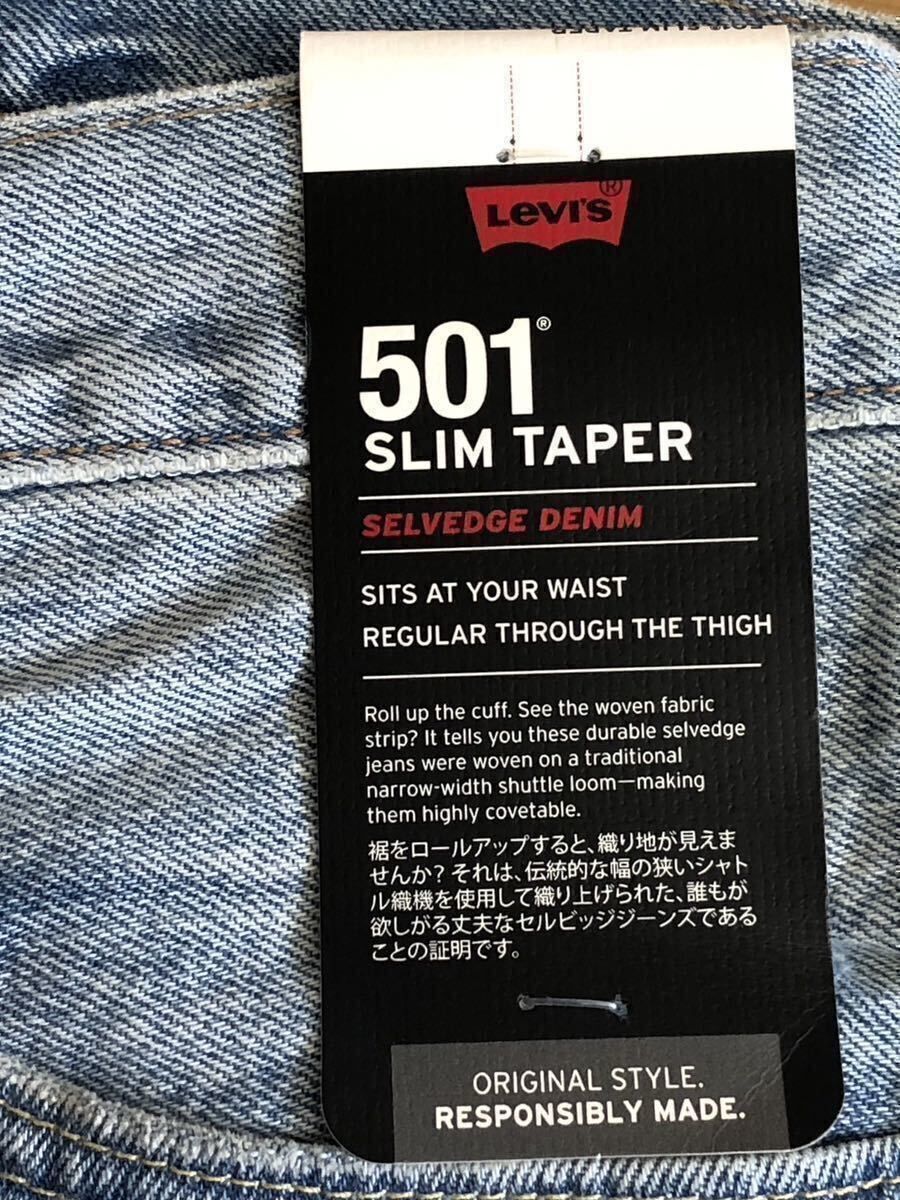 501® SLIM TAPER
LEVI'S®
501®
SLIM TAPER
SELVEDGE DENIM
SITS AT YOUR WAIST
REGULAR THROUGH THE THIGH
Roll up the cuff. See the woven fabric
strip? It tells you these durable selvedge
jeans were woven on a traditional
narrow-width shuttle loom—making
them highly covetable.
裾をロールアップすると、織り地が見えま
せんか? それは、伝統的な幅の狭いシャト
ル織機を使用して織り上げられた、誰もが
欲しがる丈夫なセルビッジジーンズである
ことの証明です。
ORIGINAL STYLE.
RESPONSIBLY MADE.